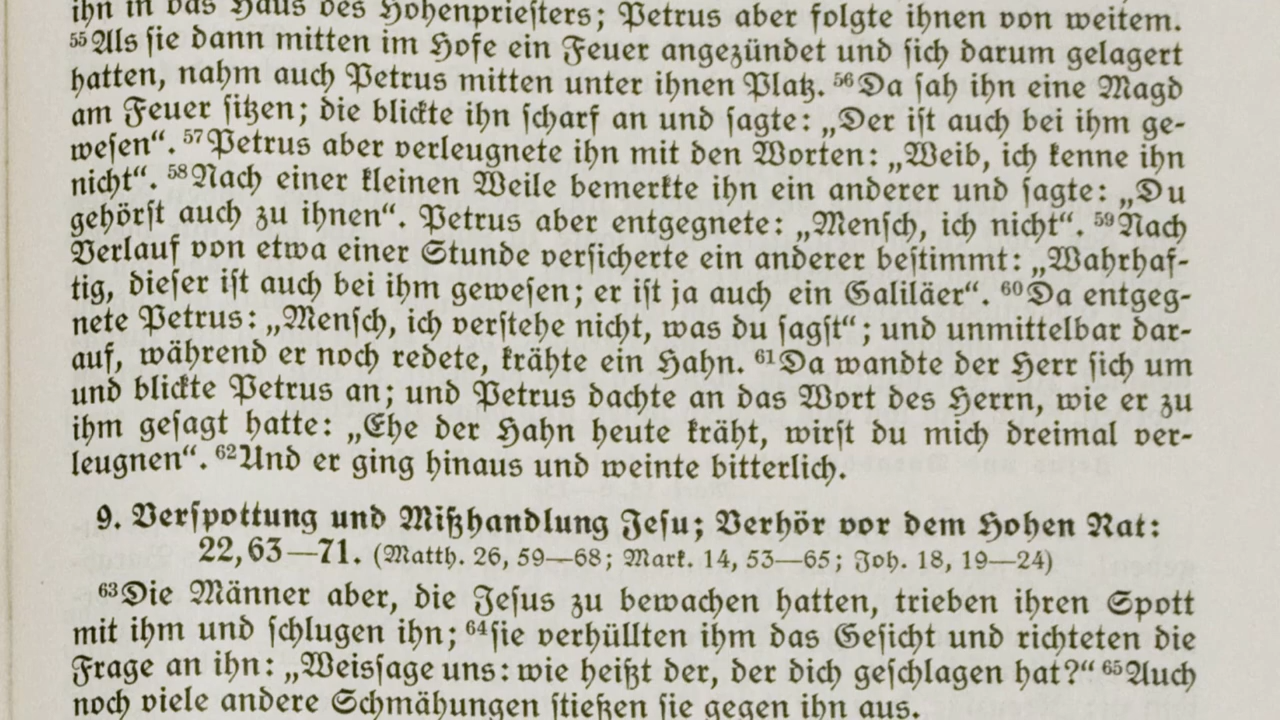 ihn in das Haus des Hohenpriesters; Petrus aber folgte ihnen von weitem.
55Als sie dann mitten im Hofe ein Feuer angezündet und sich darum gelagert
hatten, nahm auch Petrus mitten unter ihnen Platz. 56Da sah ihn eine Magd
am Feuer sitzen; die blickte ihn scharf an und sagte: „Der ist auch bei ihm ge-
wesen“. 57Petrus aber verleugnete ihn mit den Worten: „Weib, ich kenne ihn
nicht“. 58Nach einer kleinen Weile bemerkte ihn ein anderer und sagte: „Du
gehörst auch zu ihnen“. Petrus aber entgegnete: „Mensch, ich nicht“. 59Nach
Verlauf von etwa einer Stunde versicherte ein anderer bestimmt: „Wahrhaf-
tig, dieser ist auch bei ihm gewesen; er ist ja auch ein Galiläer“. 60Da entgeg-
nete Petrus: „Mensch, ich verstehe nicht, was du sagst“; und unmittelbar dar-
auf, während er noch redete, krähte ein Hahn. 61Da wandte der Herr sich um
und blickte Petrus an; und Petrus dachte an das Wort des Herrn, wie er zu
ihm gesagt hatte: „Ehe der Hahn heute kräht, wirst du mich dreimal ver-
leugnen“. 62Und er ging hinaus und weinte bitterlich.
9. Verspottung und Mißhandlung Jesu; Verhör vor dem Hohen Rat:
22,63—71. (Matth. 26, 59—68; Mark. 14, 53—65; Joh. 18, 19—24)
63Die Männer aber, die Jesus zu bewachen hatten, trieben ihren Spott
mit ihm und schlugen ihn; 64sie verhüllten ihm das Gesicht und richteten die
Frage an ihn: „Weissage uns: wie heißt der, der dich geschlagen hat?“ 65Auch
noch viele andere Schmähungen stießen sie gegen ihn aus.